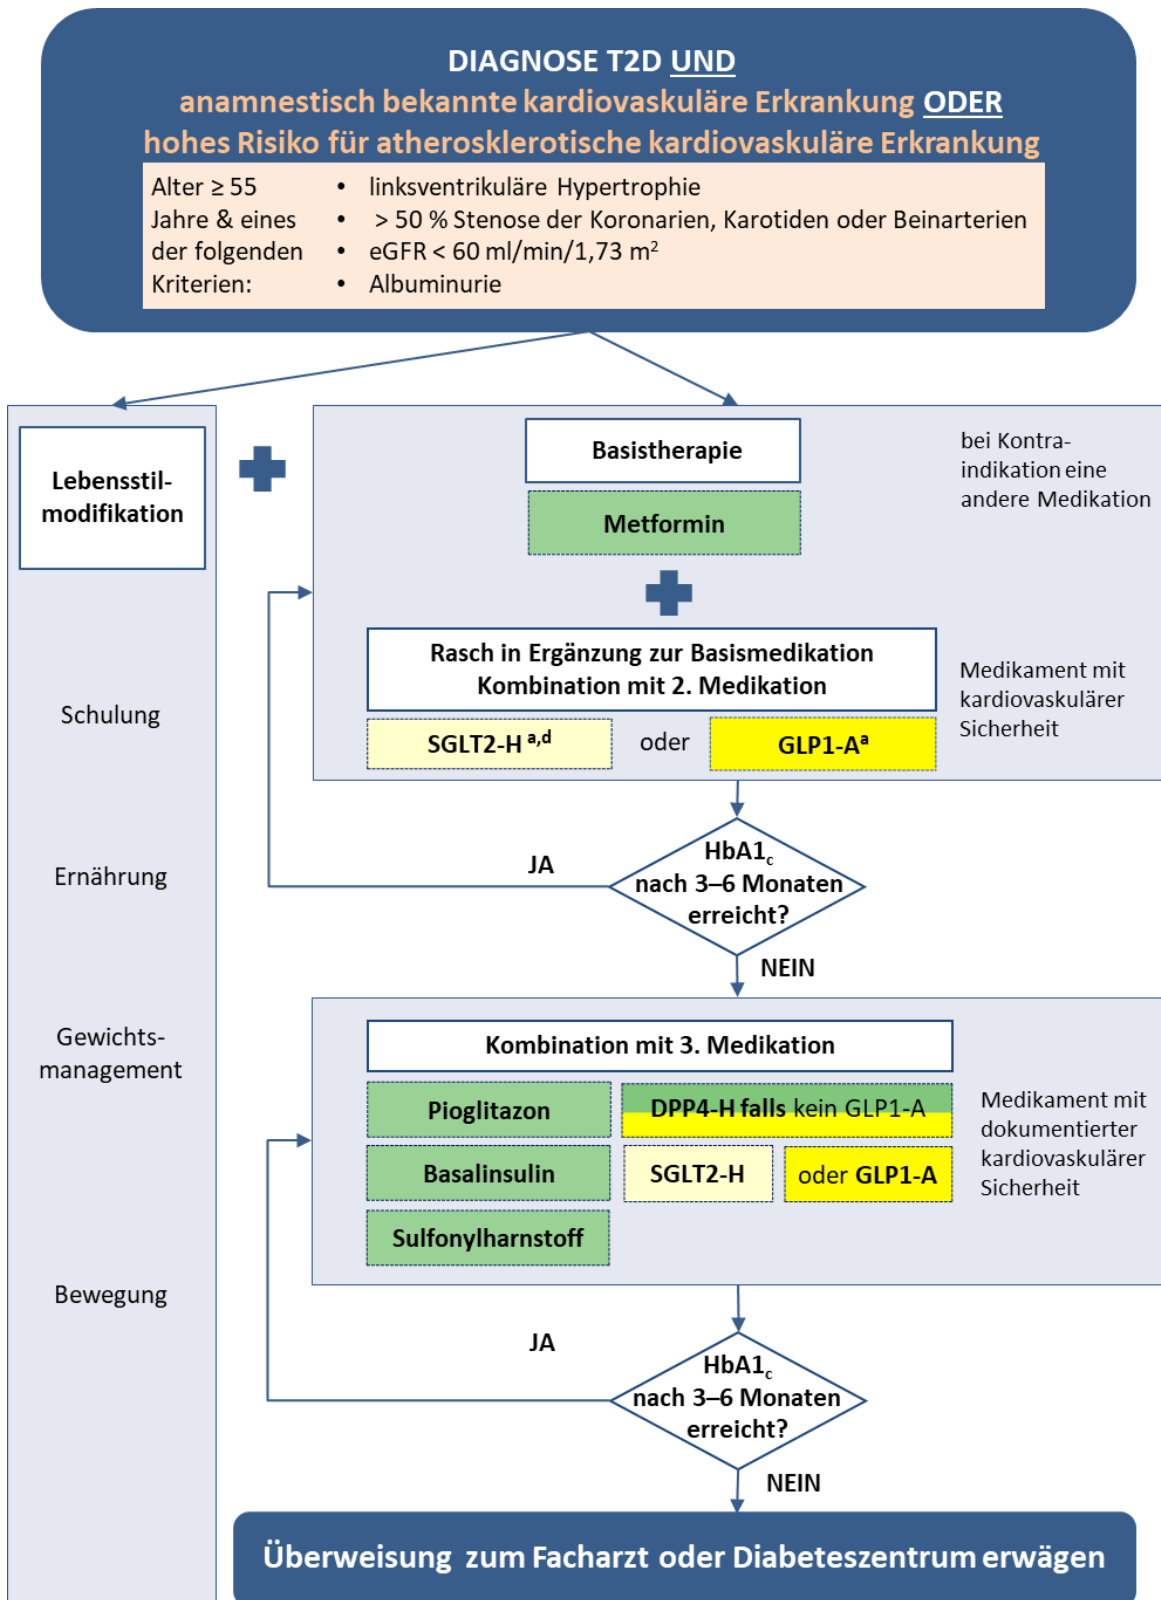 DIAGNOSE T2D UND
anamnestisch bekannte kardiovaskuläre Erkrankung ODER
hohes Risiko für atherosklerotische kardiovaskuläre Erkrankung
Alter ≥ 55
Jahre & eines
der folgenden
Kriterien:
• linksventrikuläre Hypertrophie
• > 50 % Stenose der Koronarien, Karotiden oder Beinarterien
• eGFR < 60 ml/min/1,73 m²
• Albuminurie
Lebensstil-
modifikation
Schulung
Ernährung
Gewichts-
management
Bewegung
Basistherapie
Metformin
bei Kontra-
indikation eine
andere Medikation
Rasch in Ergänzung zur Basismedikation
Kombination mit 2. Medikation
SGLT2-H a,d oder GLP1-A a
Medikament mit
kardiovaskulärer
Sicherheit
HbA1c
nach 3–6 Monaten
erreicht?
JA
NEIN
Kombination mit 3. Medikation
Pioglitazon
DPP4-H falls kein GLP1-A
Basalinsulin
SGLT2-H
oder GLP1-A
Sulfonylharnstoff
Medikament mit
dokumentierter
kardiovaskulärer
Sicherheit
JA
HbA1c
nach 3–6 Monaten
erreicht?
NEIN
Überweisung zum Facharzt oder Diabeteszentrum erwägen